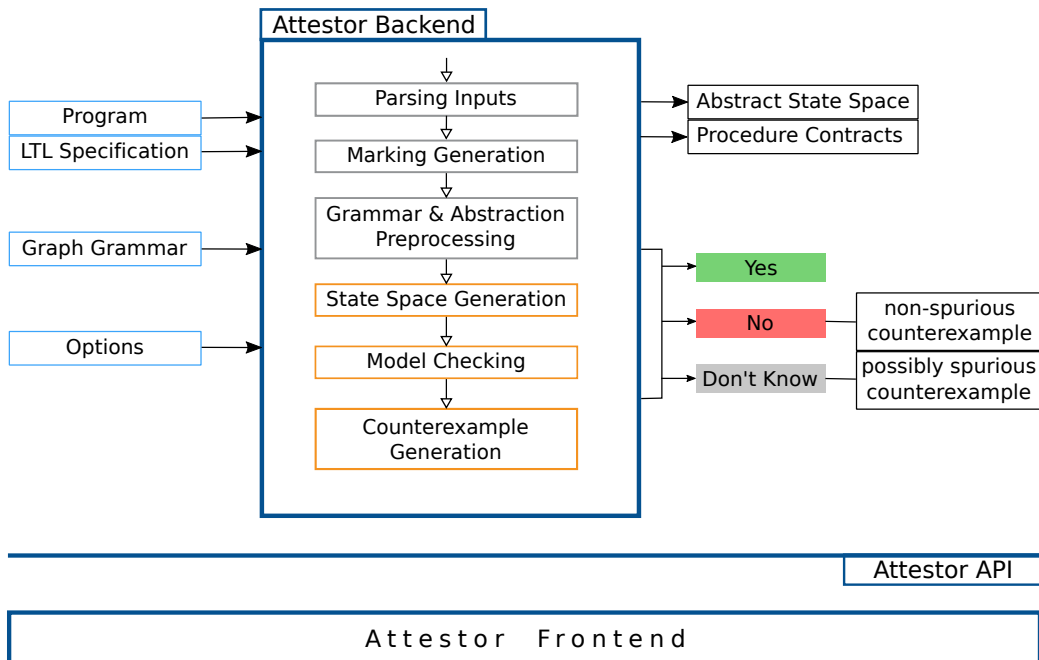 Attestor Backend
Program
LTL Specification
Graph Grammar
Options
Parsing Inputs
Marking Generation
Grammar & Abstraction
Preprocessing
State Space Generation
Model Checking
Counterexample
Generation
Abstract State Space
Procedure Contracts
Yes
No
non-spurious
counterexample
Don't Know
possibly spurious
counterexample
Attestor API
Attestor Frontend